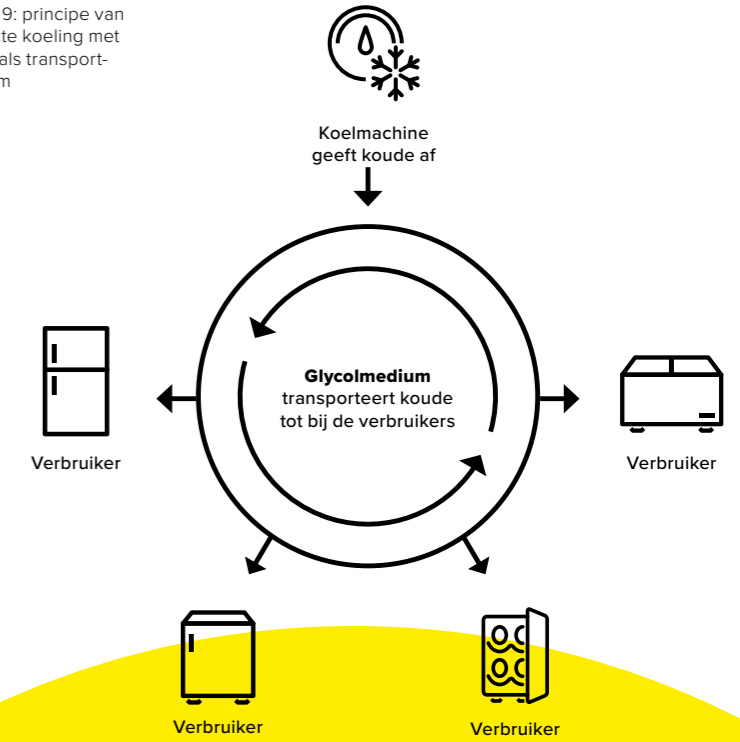 9: principe van
te koeling met
als transport-
m
Koelmachine
geeft koude af
Glycolmedium
transporteert koude
tot bij de verbruikers
Verbruiker
Verbruiker
Verbruiker
Verbruiker